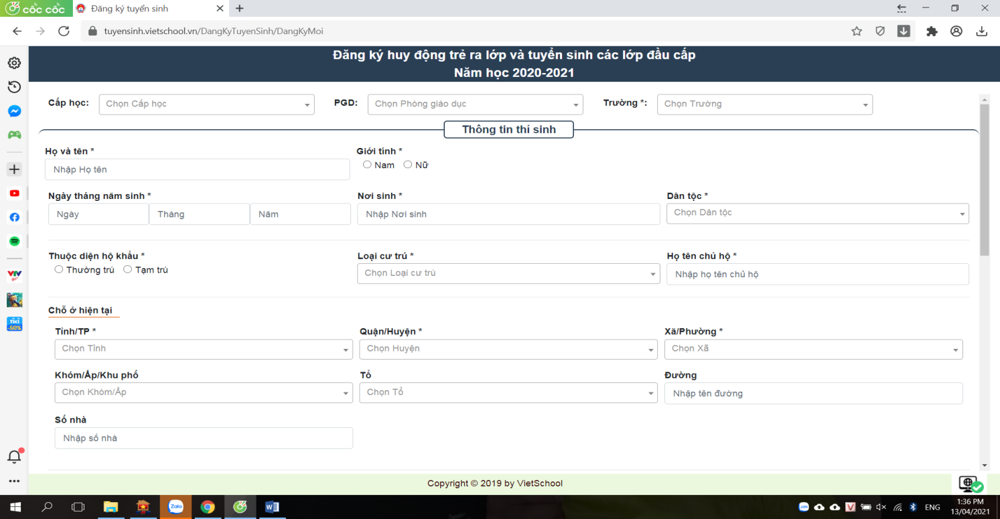 cốc cốc Đăng ký tuyển sinh
tuyensinh.vietschool.vn/DangKyTuyenSinh/DangKyMoi
Đăng ký huy động trẻ ra lớp và tuyển sinh các lớp đầu cấp
Năm học 2020-2021
Cấp học: Chọn Cấp học PGD: Chọn Phòng giáo dục Trường *: Chọn Trường
Thông tin thí sinh
Họ và tên * Giới tính *
Nhập Họ tên Nam Nữ
Ngày tháng năm sinh * Nơi sinh * Dân tộc *
Ngày Tháng Năm Nhập Nơi sinh Chọn Dân tộc
Thuộc diện hộ khẩu * Loại cư trú * Họ tên chủ hộ *
Thường trú Tạm trú Chọn Loại cư trú Nhập họ tên chủ hộ
Chỗ ở hiện tại
Tỉnh/TP * Quận/Huyện * Xã/Phường *
Chọn Tỉnh Chọn Huyện Chọn Xã
Khóm/Ấp/Khu phố Tổ Đường
Chọn Khóm/Ấp Chọn Tổ Nhập tên đường
Số nhà
Nhập số nhà
VTV
go
TIKI
-50%
Copyright © 2019 by VietSchool
Zalo ENG 1:36 PM
13/04/2021